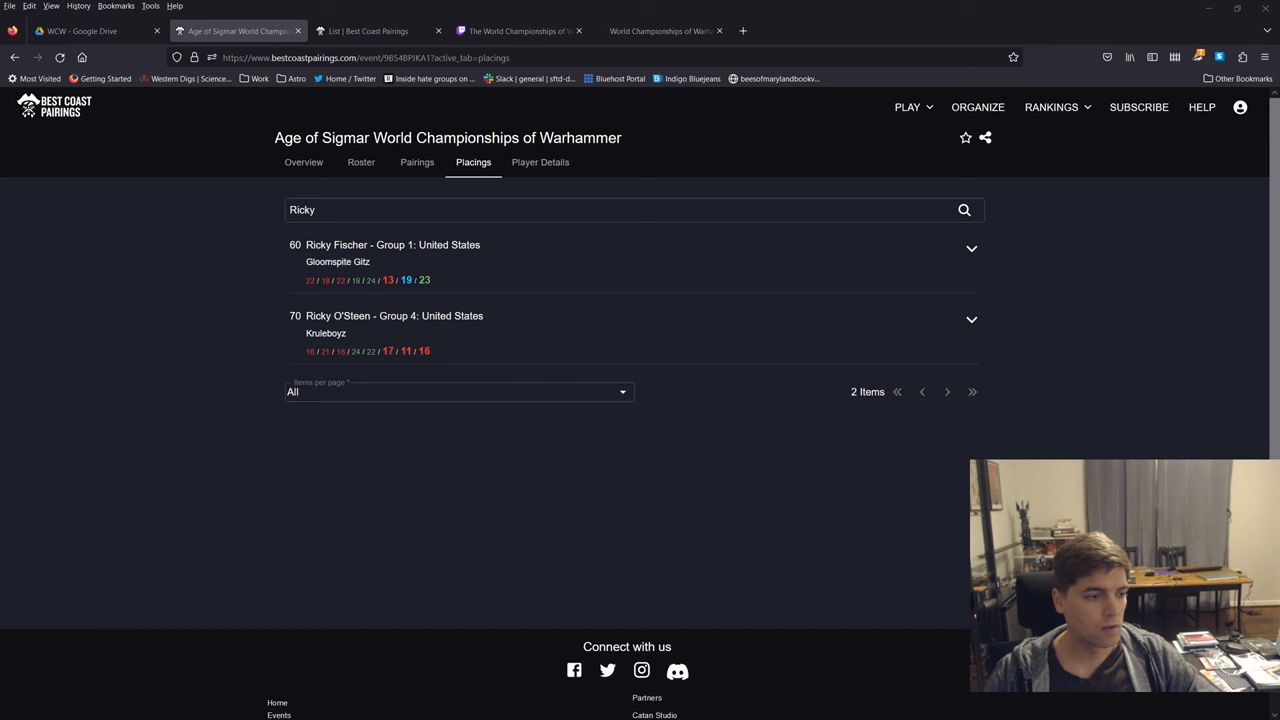 File Edit View History Bookmarks Tools Help
WCW - Google Drive
Age of Sigmar World Champio
List | Best Coast Pairings
The World Championships of W
World Championships of Warha
https://www.bestcoastpairings.com/event/9B54BPJKA1?active_tab=placings
Most Visited Getting Started Western Digs | Science... Work Astro Home / Twitter Inside hate groups on ... Slack | general | sftd-d... Bluehost Portal Indigo Bluejeans beesofmarylandbookv... Other Bookmarks
BEST COAST
PAIRINGS
PLAY ORGANIZE RANKINGS SUBSCRIBE HELP
Age of Sigmar World Championships of Warhammer
Overview Roster Pairings Placings Player Details
Ricky
60 Ricky Fischer - Group 1: United States
Gloomspite Gitz
22 / 18 / 22 / 18 / 24 / 13 / 19 / 23
70 Ricky O'Steen - Group 4: United States
Kruleboyz
16 / 21 / 16 / 24 / 22 / 17 / 11 / 16
Items per page *
All
2 Items
Connect with us
Home
Partners
Events
Catan Studio